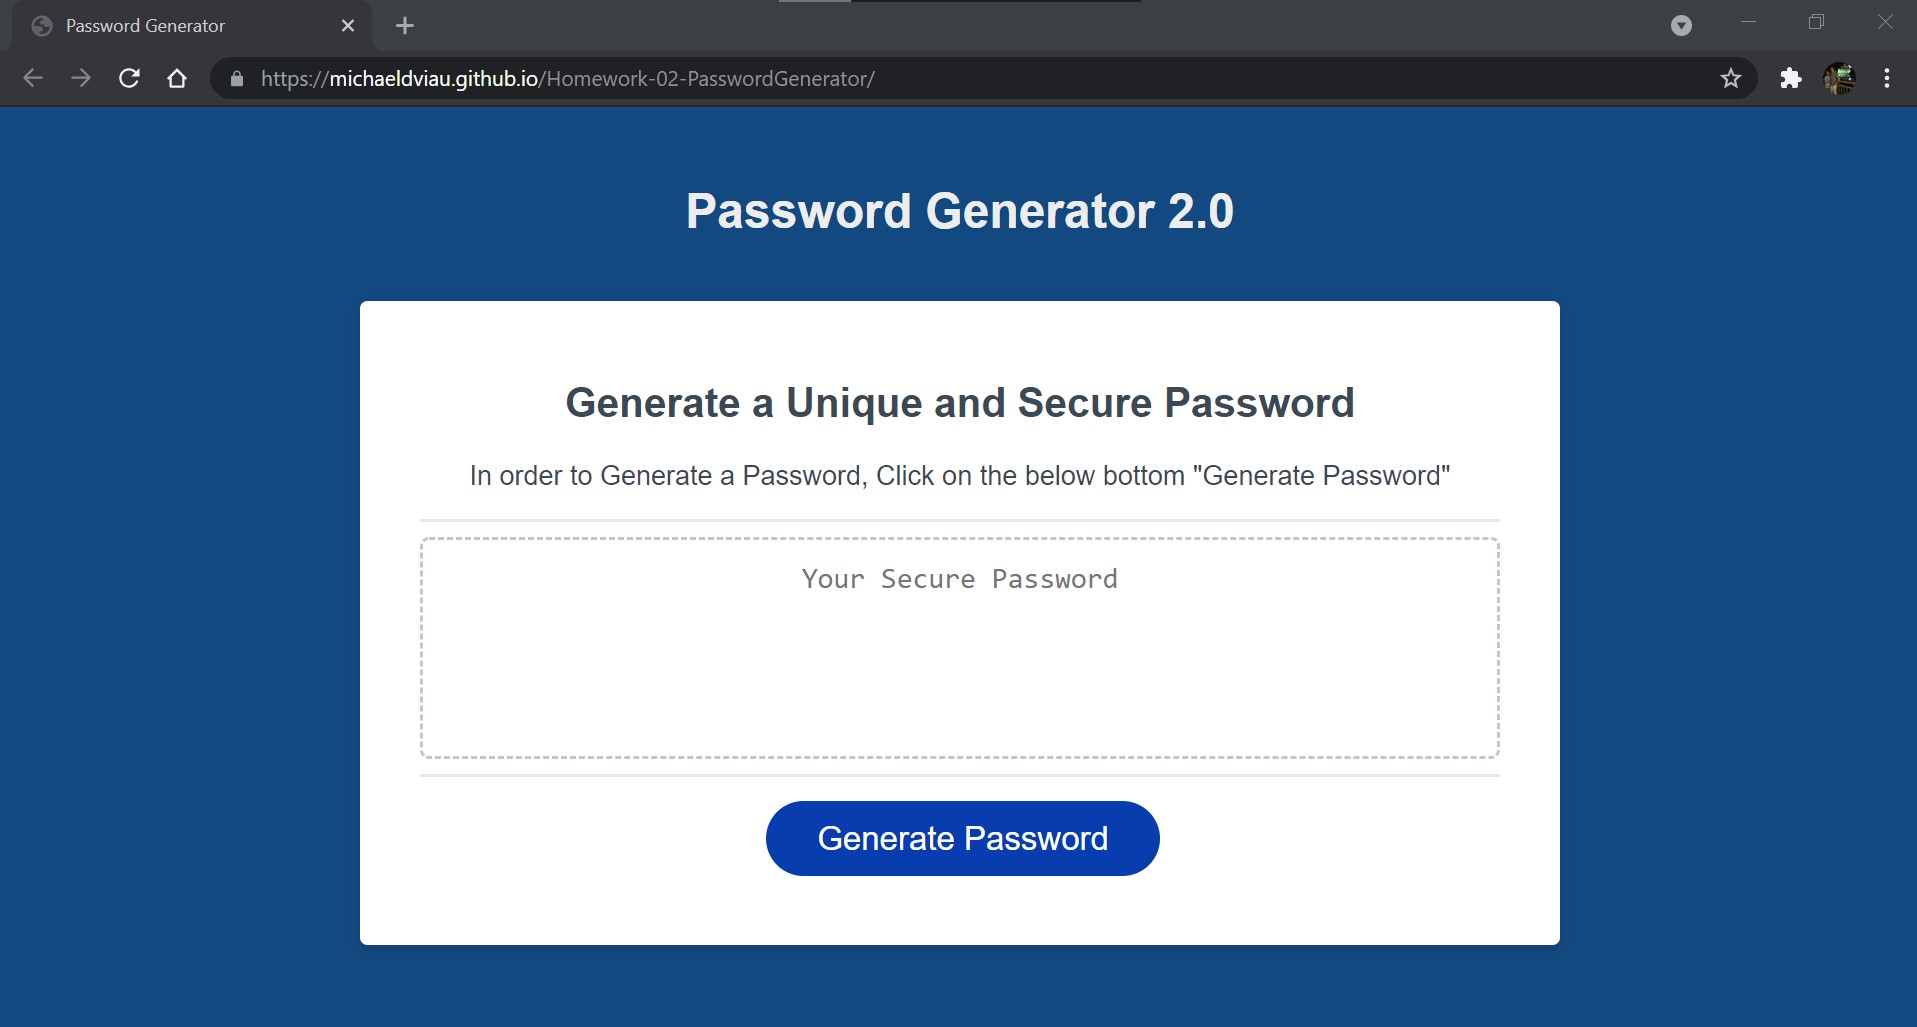 Password Generator
https://michaeldviau.github.io/Homework-02-PasswordGenerator/
Password Generator 2.0
Generate a Unique and Secure Password
In order to Generate a Password, Click on the below bottom "Generate Password"
Your Secure Password
Generate Password